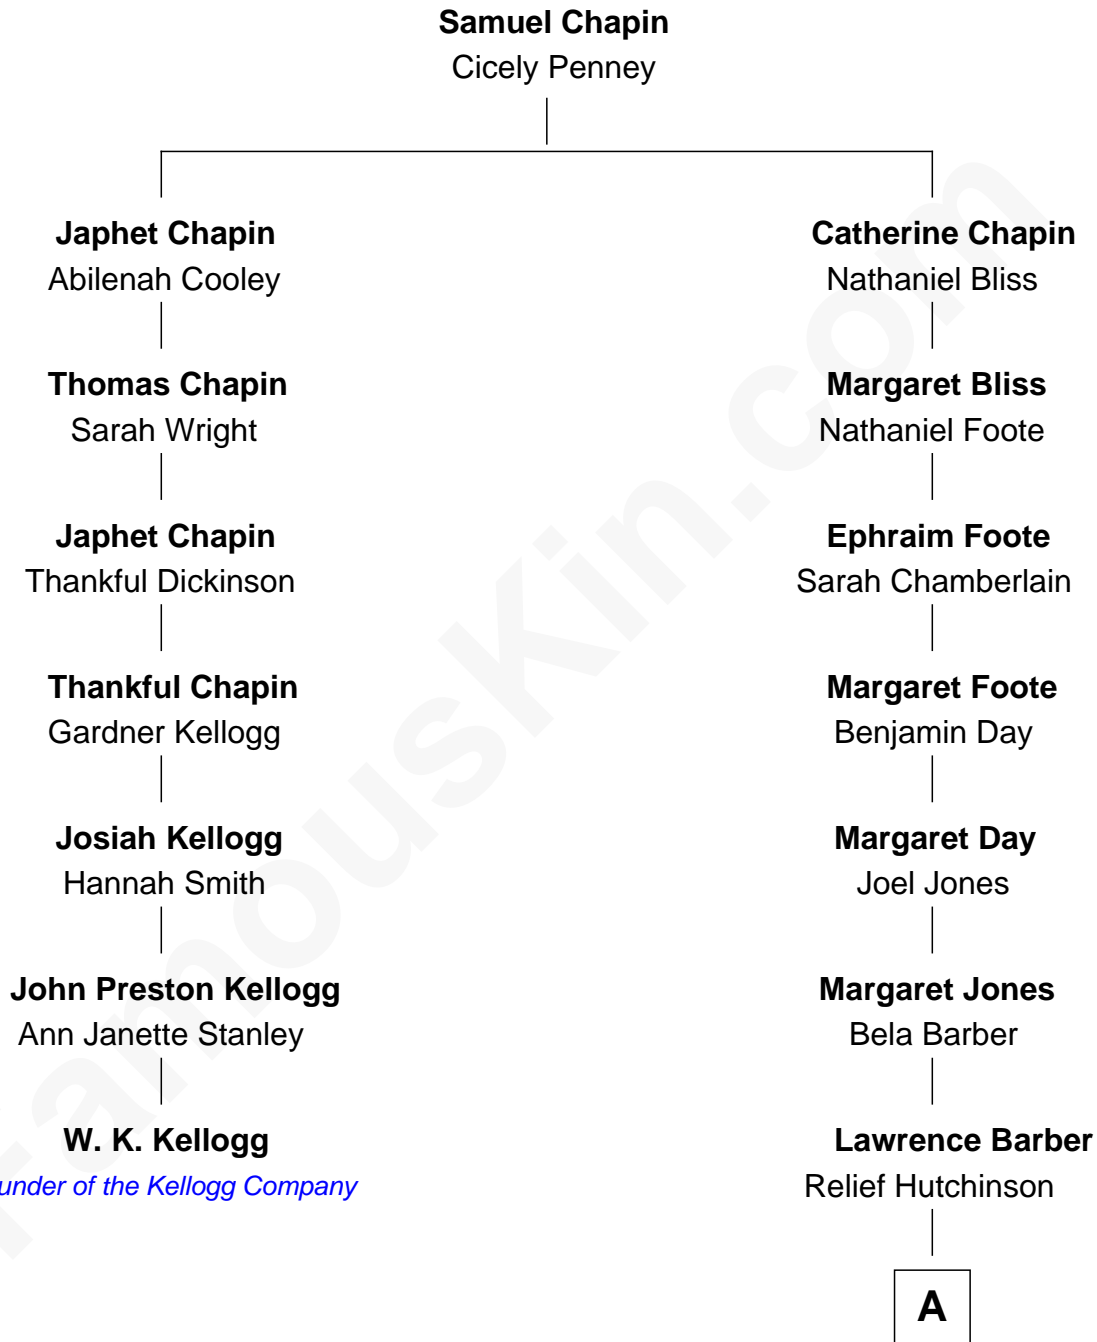 Samuel Chapin
Cicely Penney
Japhet Chapin
Abilenah Cooley
Catherine Chapin
Nathaniel Bliss
Thomas Chapin
Sarah Wright
Margaret Bliss
Nathaniel Foote
Japhet Chapin
Thankful Dickinson
Ephraim Foote
Sarah Chamberlain
Thankful Chapin
Gardner Kellogg
Margaret Foote
Benjamin Day
Josiah Kellogg
Hannah Smith
Margaret Day
Joel Jones
John Preston Kellogg
Ann Janette Stanley
Margaret Jones
Bela Barber
W. K. Kellogg
under of the Kellogg Company
Lawrence Barber
Relief Hutchinson
A
FamousKin.com